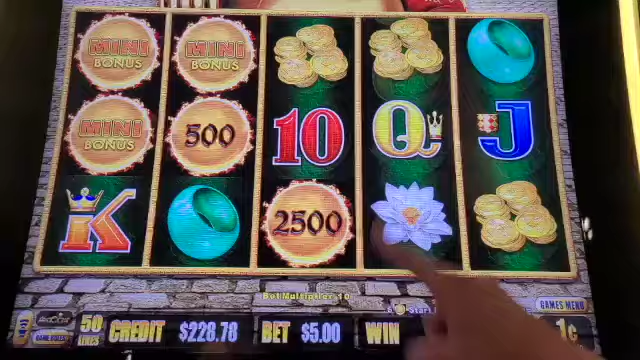 MINI BONUS
MINI BONUS
MINI BONUS
500
10
Q
J
K
2500
Bet Multiplier 10
GAMES MENU
50 LINES
CREDIT $228.78
BET $5.00
WIN
1¢